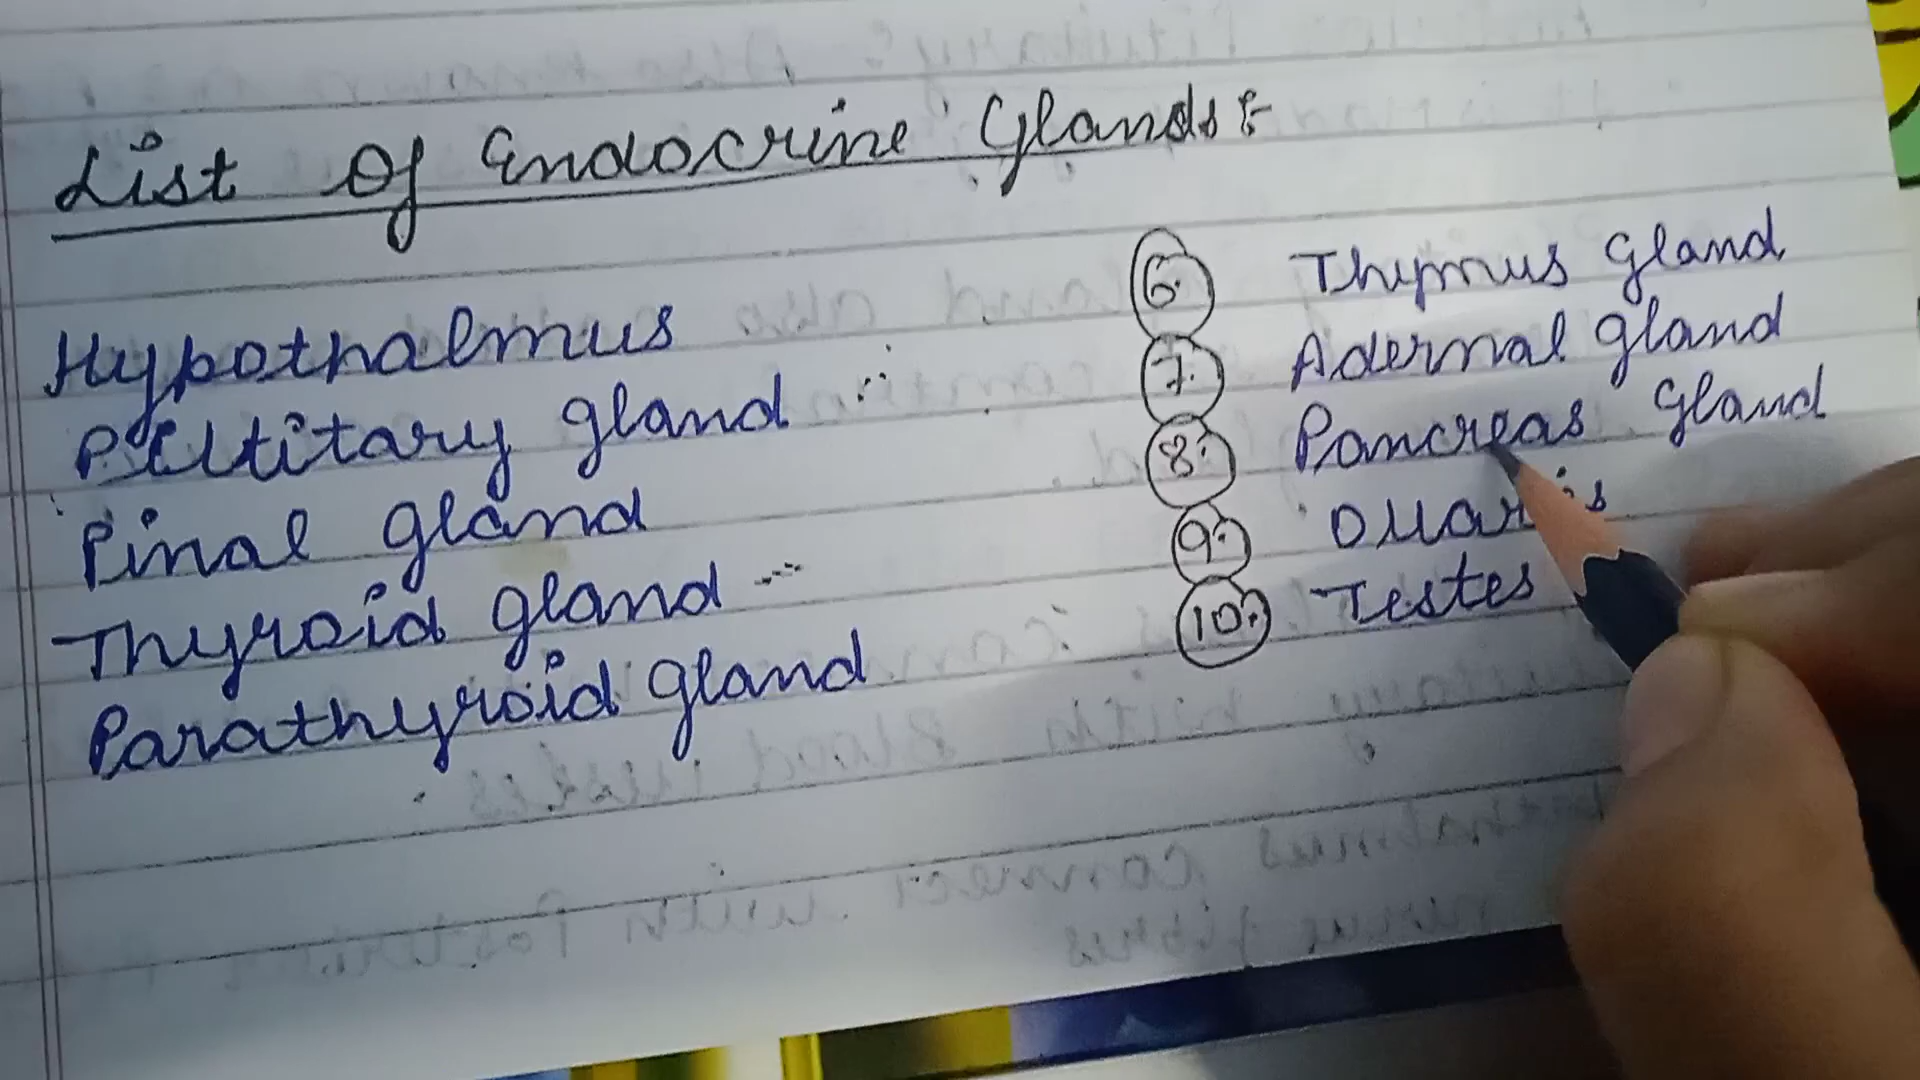 List Of Endocrine Glands :-
Hypothalmus
Pitutitary gland
Pinal gland
Thyroid gland
Parathyroid gland
6. Thymus gland
7. Adernal gland
8. Pancreas gland
9.
10. Testes